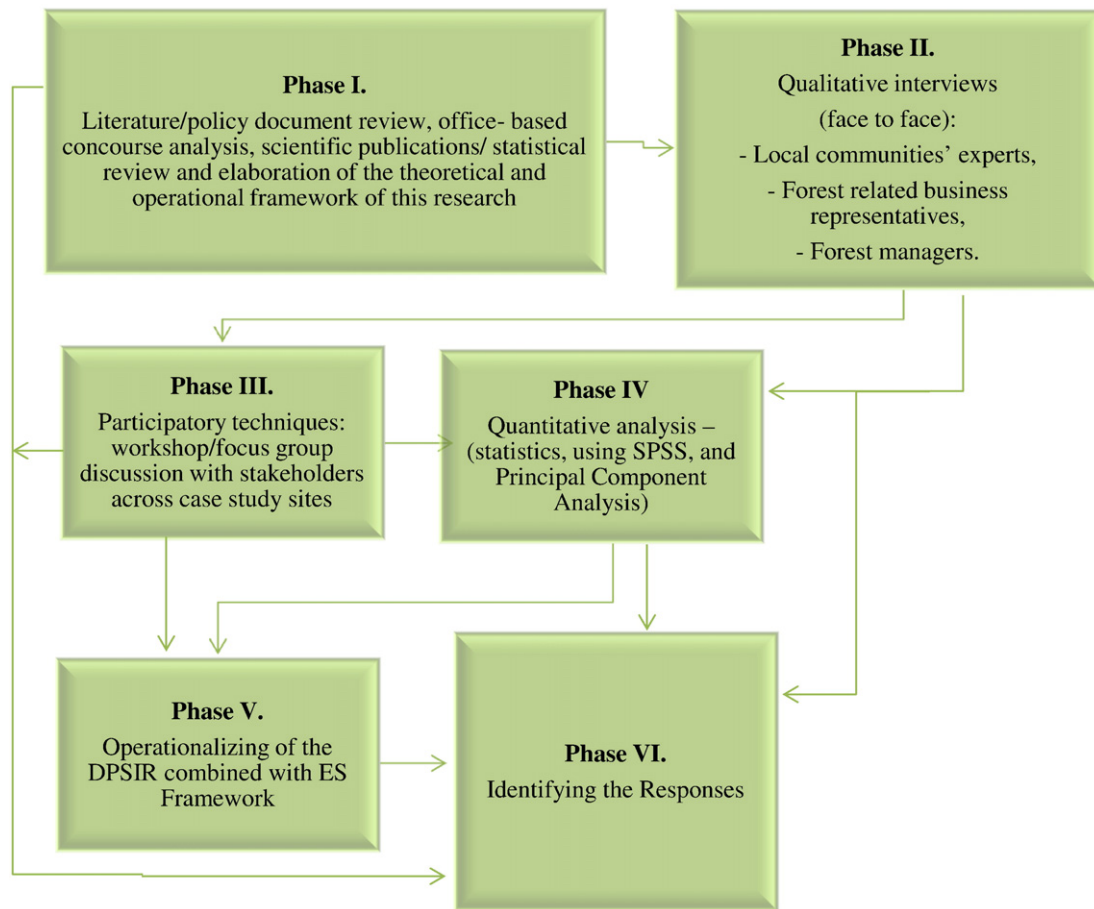 Phase I.
Literature/policy document review, office- based
concourse analysis, scientific publications/ statistical
review and elaboration of the theoretical and
operational framework of this research
Phase II.
Qualitative interviews
(face to face):
- Local communities’ experts,
- Forest related business
representatives,
- Forest managers.
Phase III.
Participatory techniques:
workshop/focus group
discussion with stakeholders
across case study sites
Phase IV
Quantitative analysis –
(statistics, using SPSS, and
Principal Component
Analysis)
Phase V.
Operationalizing of the
DPSIR combined with ES
Framework
Phase VI.
Identifying the Responses